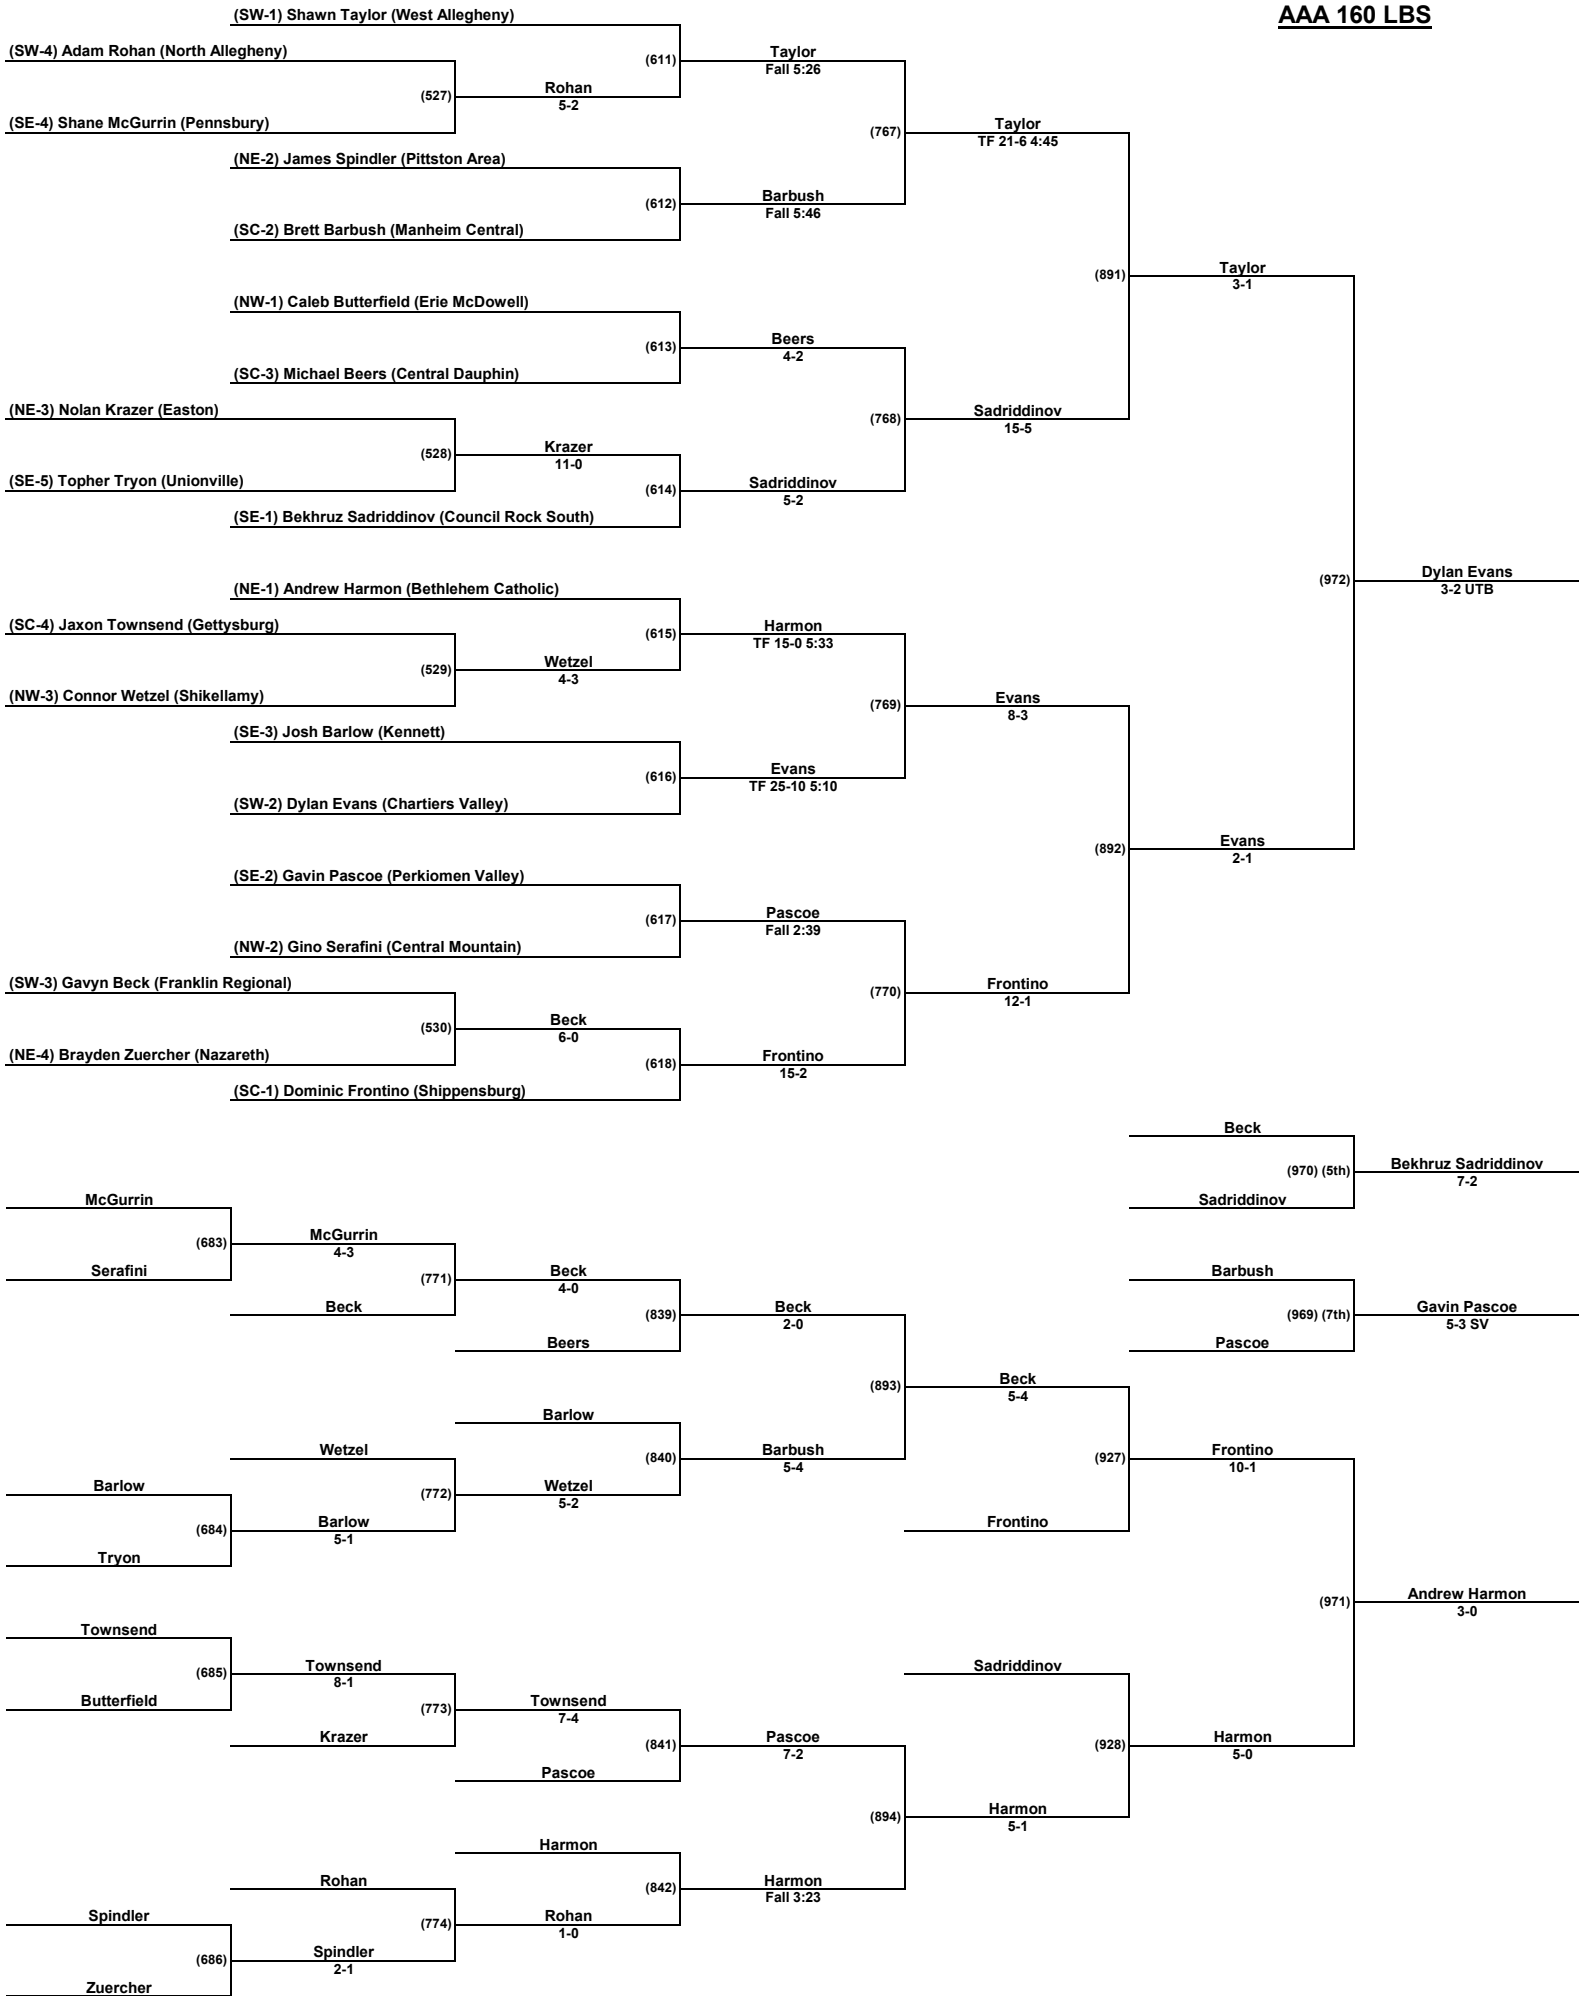 (SW-1) Shawn Taylor (West Allegheny)
AAA 160 LBS
(SW-4) Adam Rohan (North Allegheny)
(611)
Taylor
Fall 5:26
(527)
Rohan
5-2
(SE-4) Shane McGurrin (Pennsbury)
(767)
Taylor
TF 21-6 4:45
(NE-2) James Spindler (Pittston Area)
(612)
Barbush
Fall 5:46
(SC-2) Brett Barbush (Manheim Central)
(891)
Taylor
3-1
(NW-1) Caleb Butterfield (Erie McDowell)
(613)
Beers
4-2
(SC-3) Michael Beers (Central Dauphin)
(NE-3) Nolan Krazer (Easton)
(768)
Sadriddinov
15-5
(528)
Krazer
11-0
(SE-5) Topher Tryon (Unionville)
(614)
Sadriddinov
5-2
(SE-1) Bekhruz Sadriddinov (Council Rock South)
(972)
Dylan Evans
3-2 UTB
(NE-1) Andrew Harmon (Bethlehem Catholic)
(SC-4) Jaxon Townsend (Gettysburg)
(615)
Harmon
TF 15-0 5:33
(529)
Wetzel
4-3
(NW-3) Connor Wetzel (Shikellamy)
(769)
Evans
8-3
(SE-3) Josh Barlow (Kennett)
(616)
Evans
TF 25-10 5:10
(SW-2) Dylan Evans (Chartiers Valley)
(892)
Evans
2-1
(SE-2) Gavin Pascoe (Perkiomen Valley)
(617)
Pascoe
Fall 2:39
(NW-2) Gino Serafini (Central Mountain)
(SW-3) Gavyn Beck (Franklin Regional)
(770)
Frontino
12-1
(530)
Beck
6-0
(NE-4) Brayden Zuercher (Nazareth)
(618)
Frontino
15-2
(SC-1) Dominic Frontino (Shippensburg)
Beck
(970) (5th)
Bekhruz Sadriddinov
7-2
McGurrin
Sadriddinov
(683)
McGurrin
4-3
Serafini
(771)
Beck
4-0
Barbush
Beck
(839)
Beck
2-0
(969) (7th)
Gavin Pascoe
5-3 SV
Beers
Pascoe
(893)
Beck
5-4
Barlow
Wetzel
(840)
Barbush
5-4
(927)
Frontino
10-1
Barlow
(772)
Wetzel
5-2
(684)
Barlow
5-1
Frontino
Tryon
(971)
Andrew Harmon
3-0
Townsend
(685)
Townsend
8-1
Sadriddinov
Butterfield
(773)
Townsend
7-4
Krazer
(841)
Pascoe
7-2
(928)
Harmon
5-0
Pascoe
(894)
Harmon
5-1
Harmon
Rohan
(842)
Harmon
Fall 3:23
Spindler
(774)
Rohan
1-0
(686)
Spindler
2-1
Zuercher